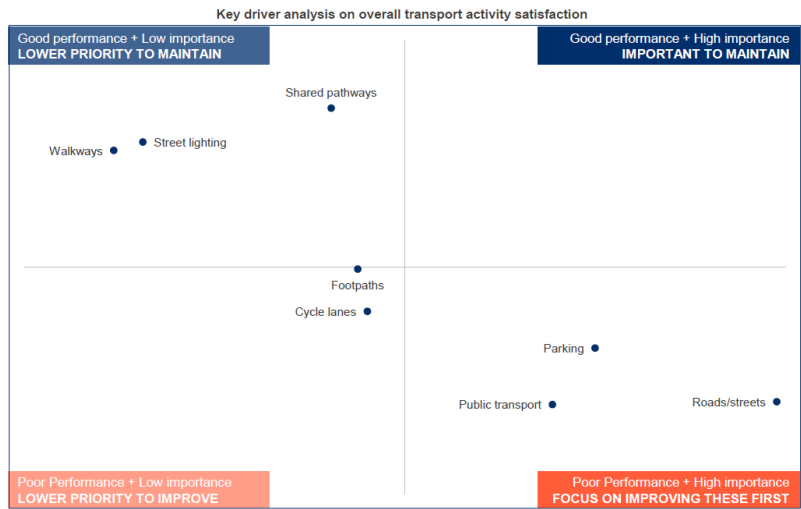 Key driver analysis on overall transport activity satisfaction
Good performance + Low importance
LOWER PRIORITY TO MAINTAIN
Good performance + High importance
IMPORTANT TO MAINTAIN
Shared pathways
Street lighting
Walkways
Footpaths
Cycle lanes
Parking
Public transport
Roads/streets
Poor Performance + Low importance
LOWER PRIORITY TO IMPROVE
Poor Performance + High importance
FOCUS ON IMPROVING THESE FIRST